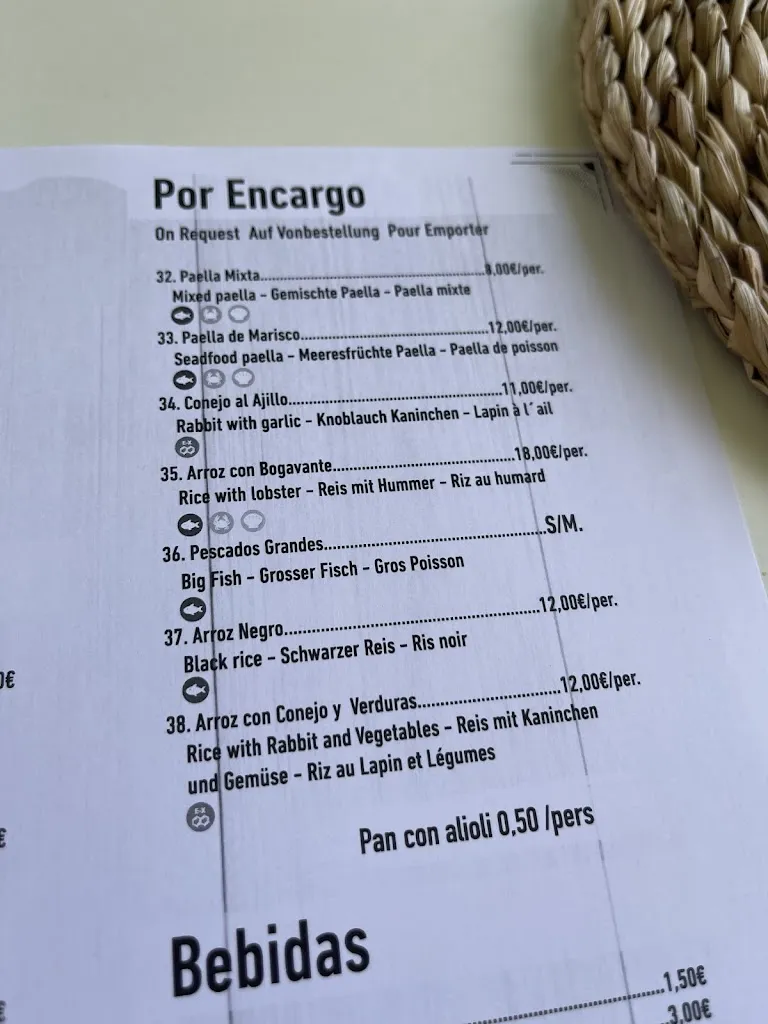 Por Encargo
On Request Auf Vonbestellung Pour Emporter
32. Paella Mixta........................8,00€/per.
Mixed paella - Gemischte Paella - Paella mixte
33. Paella de Marisco........................12,00€/per.
Seadfood paella - Meeresfrüchte Paella - Paella de poisson
34. Conejo al Ajillo........................11,00€/per.
Rabbit with garlic - Knoblauch Kaninchen - Lapin à l´ ail
E-X
35. Arroz con Bogavante........................18,00€/per.
Rice with lobster - Reis mit Hummer - Riz au humard
36. Pescados Grandes........................S/M.
Big Fish - Grosser Fisch - Gros Poisson
37. Arroz Negro........................12,00€/per.
Black rice - Schwarzer Reis - Ris noir
38. Arroz con Conejo y Verduras........................12,00€/per.
Rice with Rabbit and Vegetables - Reis mit Kaninchen
und Gemüse - Riz au Lapin et Légumes
E-X
Pan con alioli 0,50 /pers
Bebidas
1,50€
3,00€